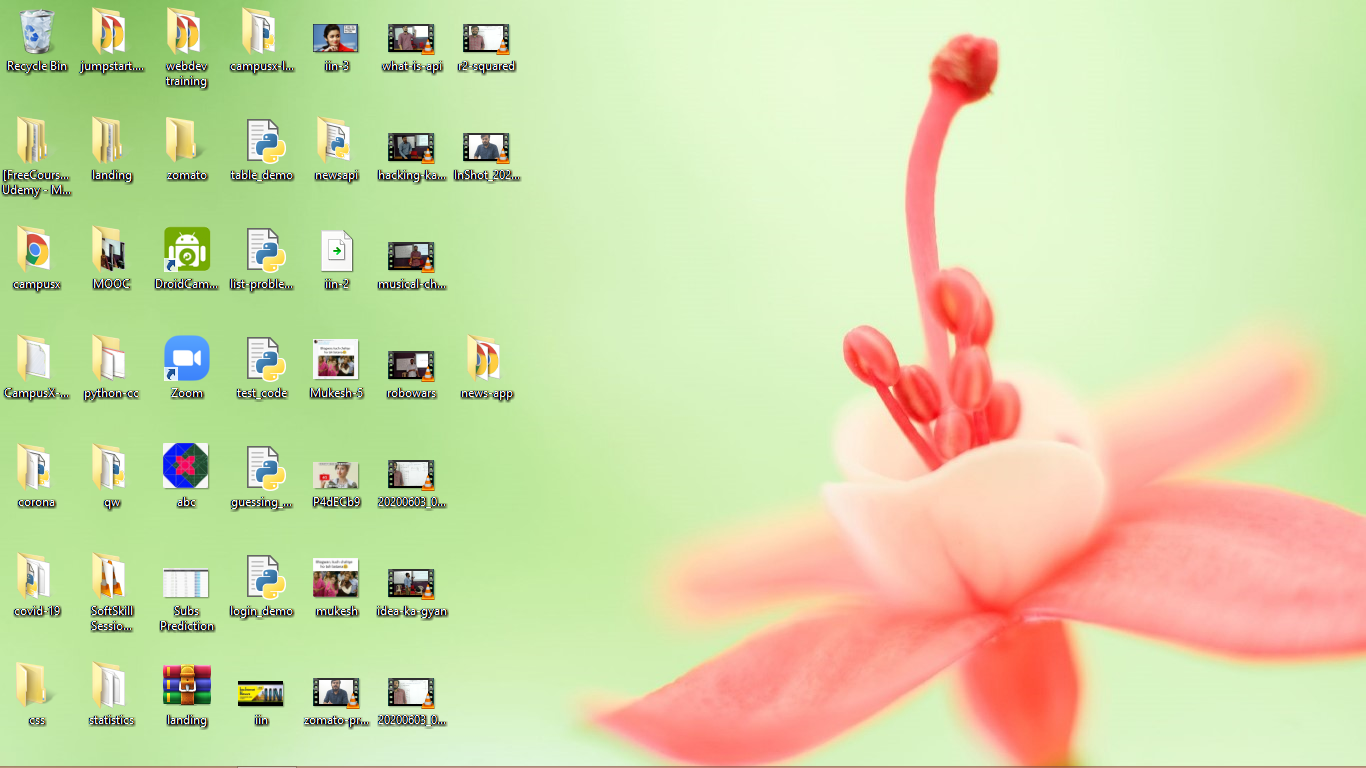 Recycle Bin
jumpstart....
webdev
training
campusx-l...
iin-3
what-is-api
r2-squared
[FreeCours...
Udemy - M...
landing
zomato
table_demo
newsapi
hacking-ka...
InShot_202...
campusx
MOOC
DroidCam...
list-proble...
iin-2
musical-ch...
CampusX-...
python-cc
Zoom
test_code
Mukesh-5
robowars
news-app
corona
qw
abc
guessing_...
P4dECb9
20200603_0...
covid-19
SoftSkill
Sessio...
Subs
Prediction
login_demo
mukesh
idea-ka-gyan
css
statistics
landing
iin
zomato-pr...
20200603_0...